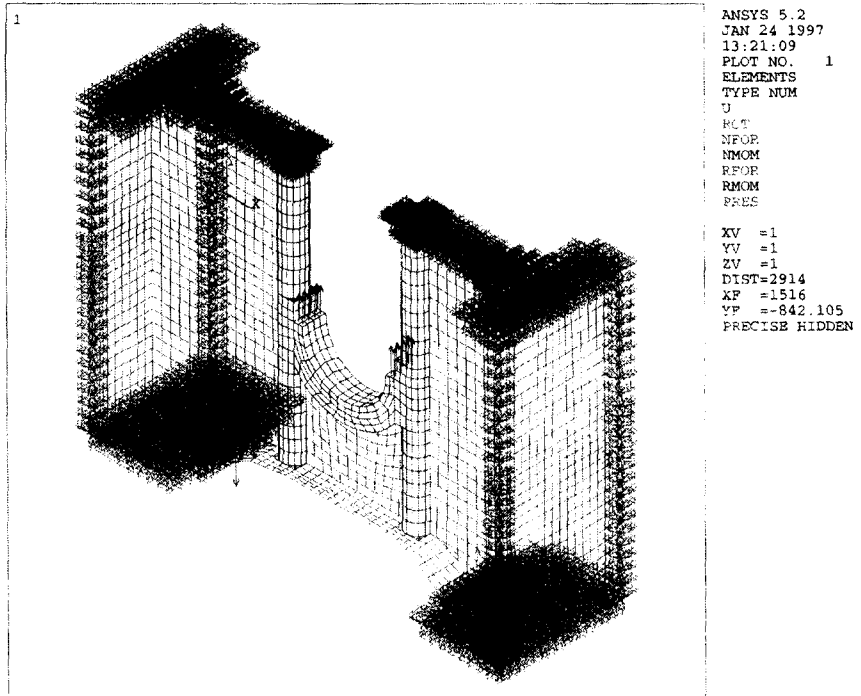 1
ANSYS 5.2
JAN 24 1997
13:21:09
PLOT NO. 1
ELEMENTS
TYPE NUM
U
ROT
NFOR
NMOM
RFOR
RMOM
PRES
XV =1
YV =1
ZV =1
DIST=2914
XF =1516
YF =-842.105
PRECISE HIDDEN
X